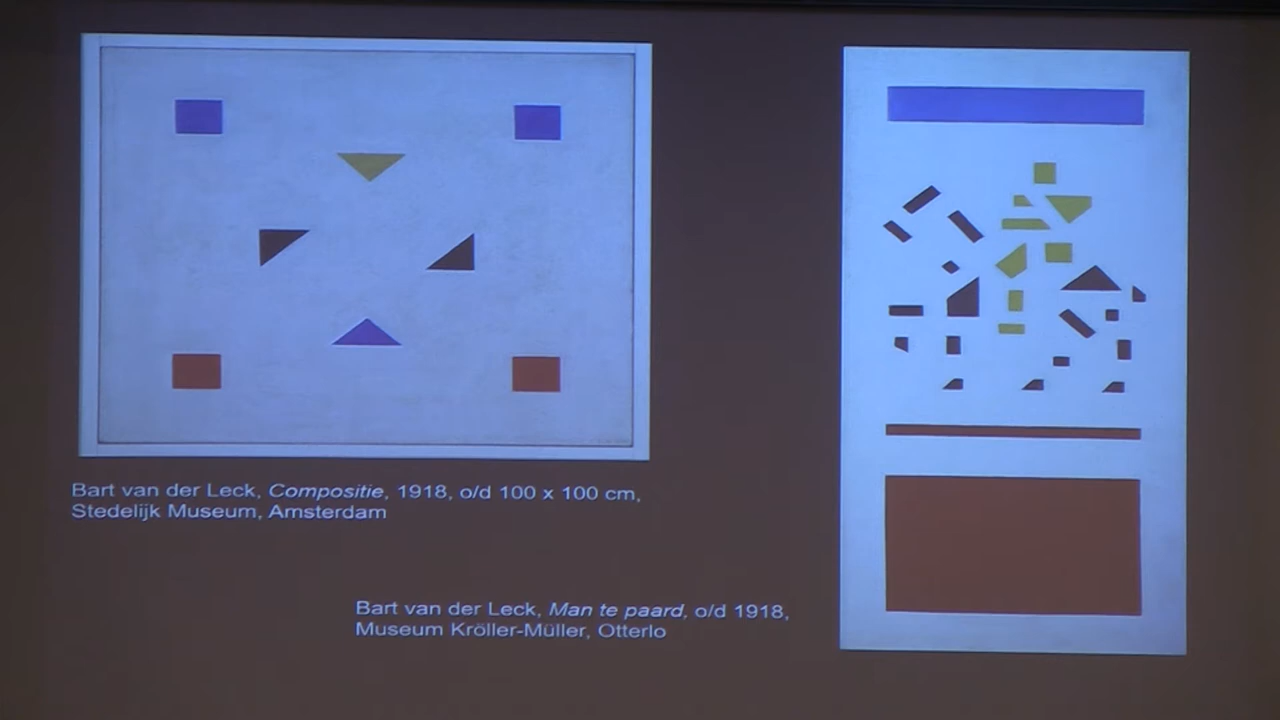 Bart van der Leck, Compositie, 1918, o/d 100 x 100 cm,
Stedelijk Museum, Amsterdam
Bart van der Leck, Man te paard, o/d 1918,
Museum Kröller-Müller, Otterlo